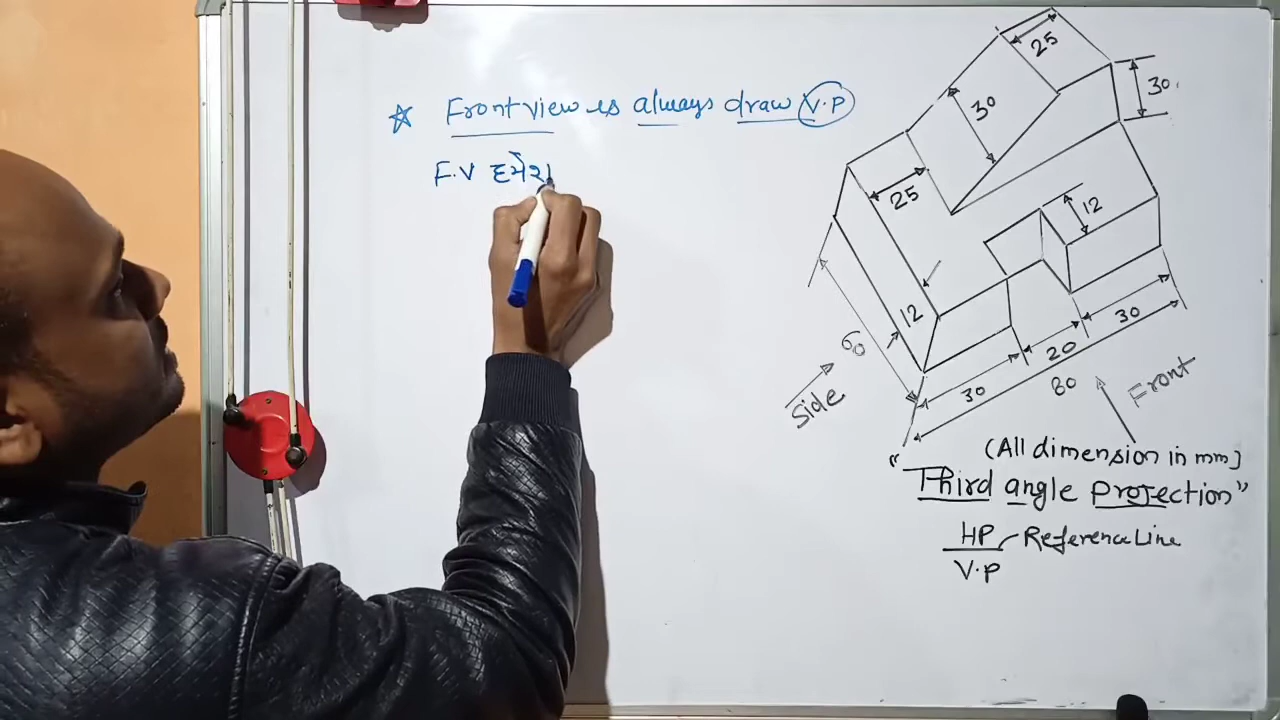 ☆ Front view is always draw V.P
F.V हमेशा
25
30
30
25
12
12
60
30
20
30
80
Side
Front
(All dimension in mm]
"Third angle Projection"
HP
Reference Line
V.P